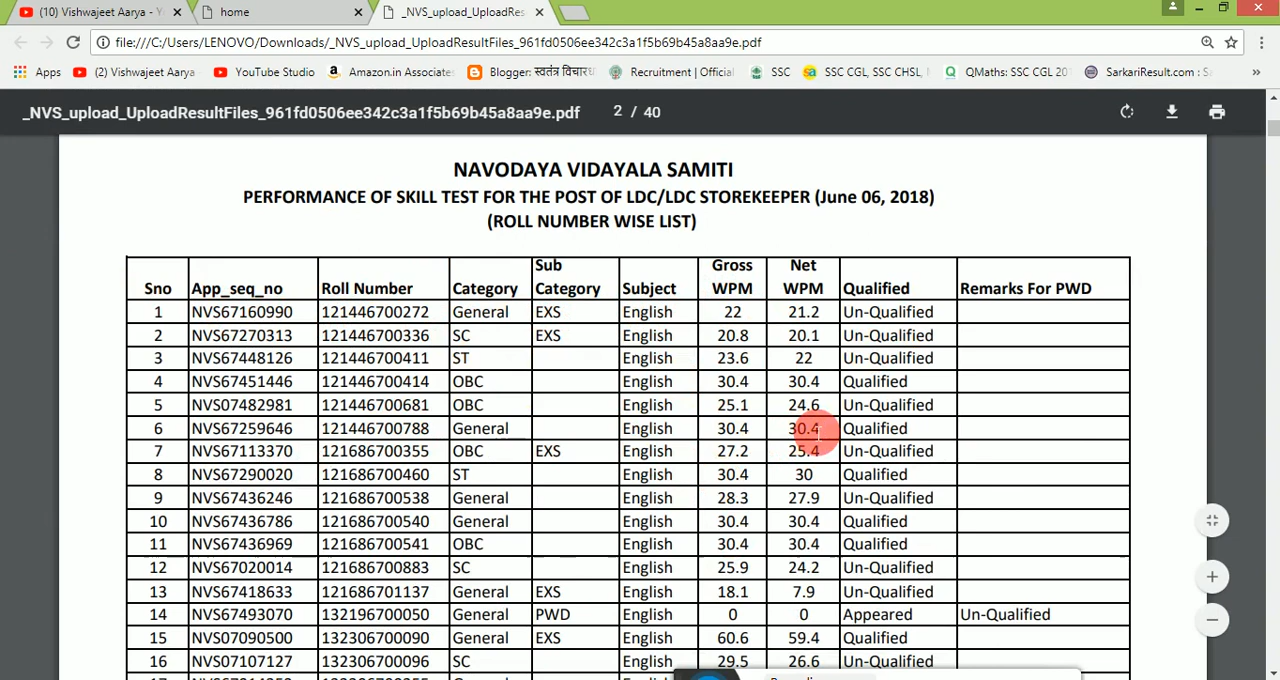 (10) Vishwajeet Aarya - Y
home
_NVS_upload_UploadRes
file:///C:/Users/LENOVO/Downloads/_NVS_upload_UploadResultFiles_961fd0506ee342c3a1f5b69b45a8aa9e.pdf
Apps (2) Vishwajeet Aarya YouTube Studio Amazon.in Associate Blogger: स्वतंत्र विचारध Recruitment | Official SSC SSC CGL, SSC CHSL, QMaths: SSC CGL 20 SarkariResult.com : Sa »
_NVS_upload_UploadResultFiles_961fd0506ee342c3a1f5b69b45a8aa9e.pdf 2 / 40
NAVODAYA VIDAYALA SAMITI
PERFORMANCE OF SKILL TEST FOR THE POST OF LDC/LDC STOREKEEPER (June 06, 2018)
(ROLL NUMBER WISE LIST)
Sno App_seq_no Roll Number Category Sub Category Subject Gross WPM Net WPM Qualified Remarks For PWD
1 NVS67160990 121446700272 General EXS English 22 21.2 Un-Qualified
2 NVS67270313 121446700336 SC EXS English 20.8 20.1 Un-Qualified
3 NVS67448126 121446700411 ST English 23.6 22 Un-Qualified
4 NVS67451446 121446700414 OBC English 30.4 30.4 Qualified
5 NVS07482981 121446700681 OBC English 25.1 24.6 Un-Qualified
6 NVS67259646 121446700788 General English 30.4 30.4 Qualified
7 NVS67113370 121686700355 OBC EXS English 27.2 25.4 Un-Qualified
8 NVS67290020 121686700460 ST English 30.4 30 Qualified
9 NVS67436246 121686700538 General English 28.3 27.9 Un-Qualified
10 NVS67436786 121686700540 General English 30.4 30.4 Qualified
11 NVS67436969 121686700541 OBC English 30.4 30.4 Qualified
12 NVS67020014 121686700883 SC English 25.9 24.2 Un-Qualified
13 NVS67418633 121686701137 General EXS English 18.1 7.9 Un-Qualified
14 NVS67493070 132196700050 General PWD English 0 0 Appeared Un-Qualified
15 NVS07090500 132306700090 General EXS English 60.6 59.4 Qualified
16 NVS07107127 132306700096 SC English 29.5 26.6 Un-Qualified